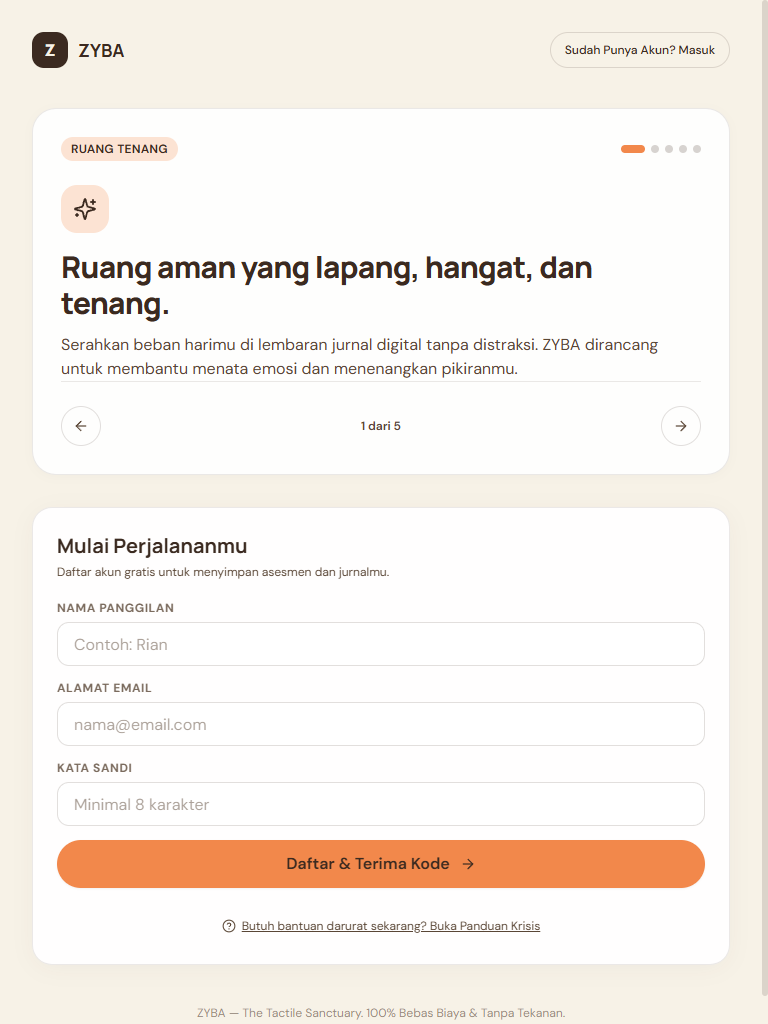 Z ZYBA
Sudah Punya Akun? Masuk
RUANG TENANG
Ruang aman yang lapang, hangat, dan
tenang.
Serahkan beban harimu di lembaran jurnal digital tanpa distraksi. ZYBA dirancang
untuk membantu menata emosi dan menenangkan pikiranmu.
1 dari 5
Mulai Perjalananmu
Daftar akun gratis untuk menyimpan asesmen dan jurnalmu.
NAMA PANGGILAN
Contoh: Rian
ALAMAT EMAIL
nama@email.com
KATA SANDI
Minimal 8 karakter
Daftar & Terima Kode →
Butuh bantuan darurat sekarang? Buka Panduan Krisis
ZYBA — The Tactile Sanctuary. 100% Bebas Biaya & Tanpa Tekanan.